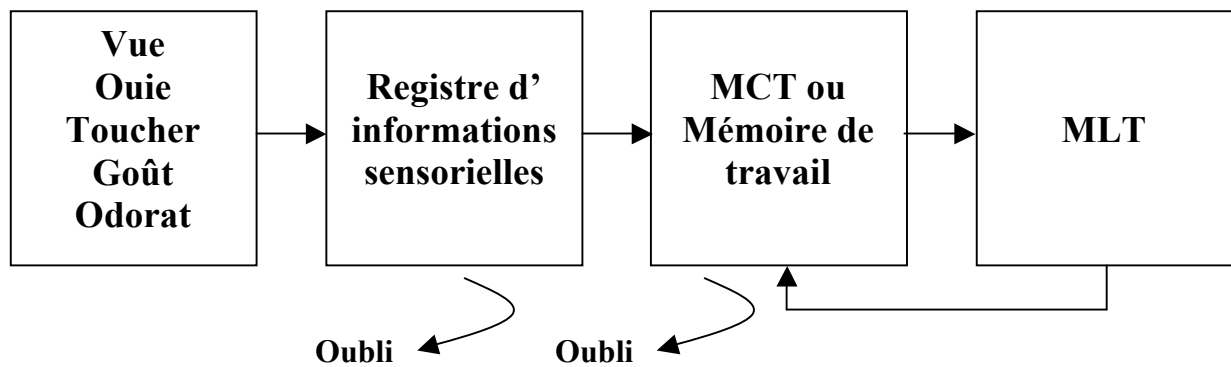 Vue
Ouie
Toucher
Goût
Odorat
Registre d’
informations
sensorielles
MCT ou
Mémoire de
travail
MLT
Oubli
Oubli